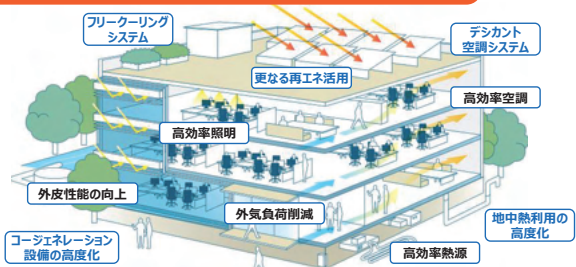 フリークーリング
システム
デシカント
空調システム
更なる再エネ活用
高効率空調
高効率照明
外皮性能の向上
外気負荷削減
地中熱利用の
高度化
コージェネレーション
設備の高度化
高効率熱源